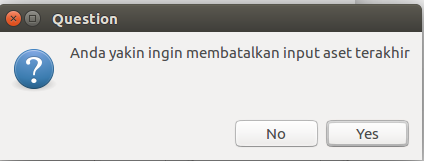 Question
Anda yakin ingin membatalkan input aset terakhir
?
No
Yes